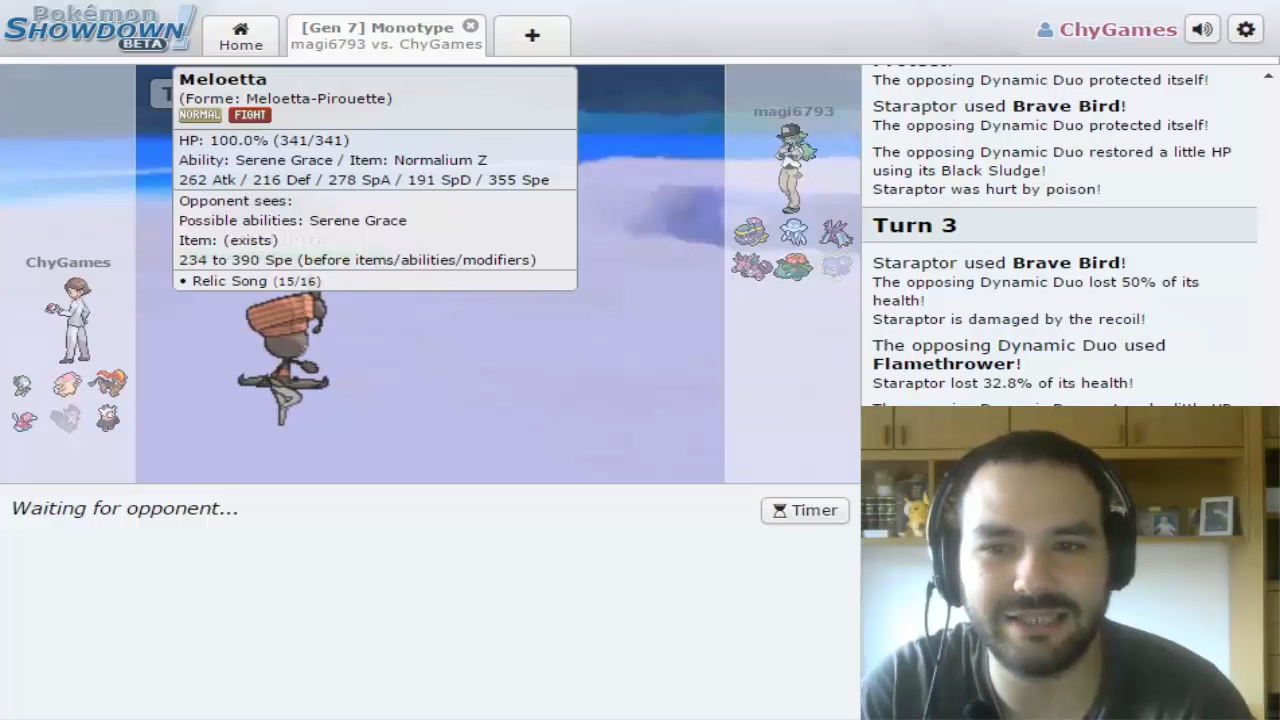 Pokémon
SHOWDOWN!
BETA
Home
[Gen 7] Monotype
magi6793 vs. ChyGames
+
ChyGames
Meloetta
(Forme: Meloetta-Pirouette)
NORMAL FIGHT
HP: 100.0% (341/341)
Ability: Serene Grace / Item: Normalium Z
262 Atk / 216 Def / 278 SpA / 191 SpD / 355 Spe
Opponent sees:
Possible abilities: Serene Grace
Item: (exists)
234 to 390 Spe (before items/abilities/modifiers)
• Relic Song (15/16)
T
ChyGames
magi6793
The opposing Dynamic Duo protected itself!
Staraptor used Brave Bird!
The opposing Dynamic Duo protected itself!
The opposing Dynamic Duo restored a little HP
using its Black Sludge!
Staraptor was hurt by poison!
Turn 3
Staraptor used Brave Bird!
The opposing Dynamic Duo lost 50% of its
health!
Staraptor is damaged by the recoil!
The opposing Dynamic Duo used
Flamethrower!
Staraptor lost 32.8% of its health!
Waiting for opponent...
Timer